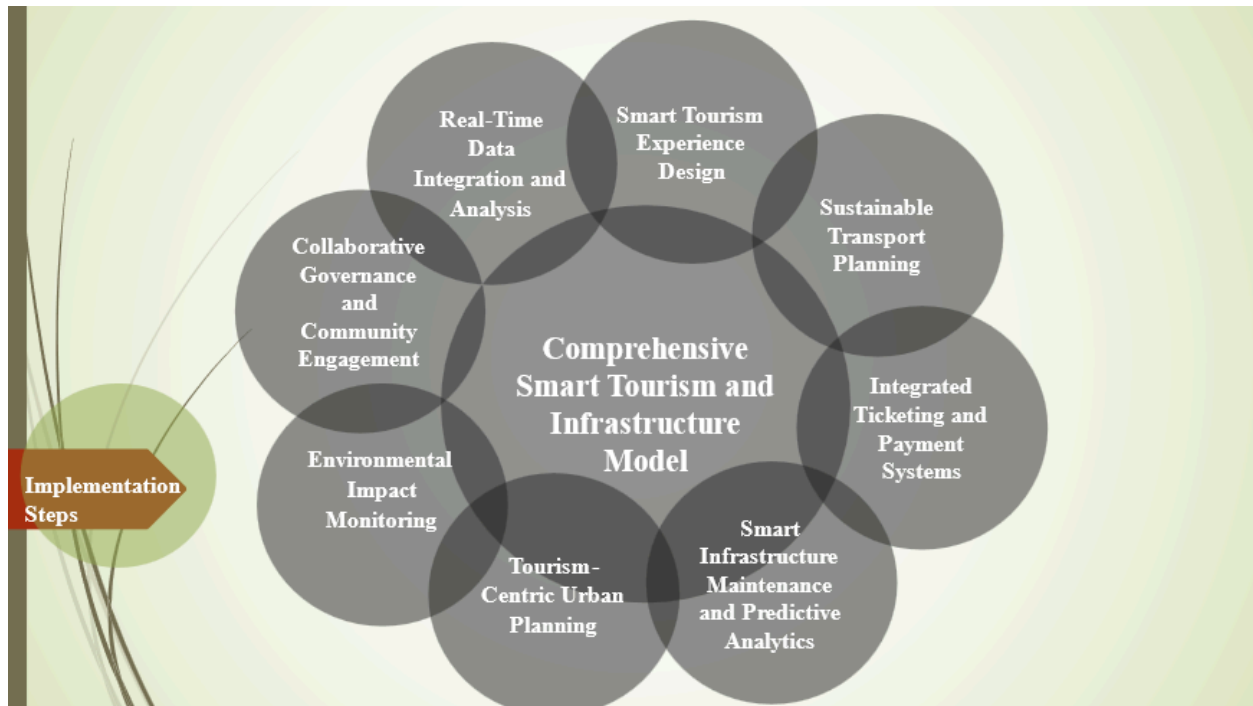 Real-Time
Data
Integration and
Analysis
Smart Tourism
Experience
Design
Sustainable
Transport
Planning
Collaborative
Governance
and
Community
Engagement
Comprehensive
Smart Tourism and
Infrastructure
Model
Integrated
Ticketing and
Payment
Systems
Environmental
Impact
Monitoring
Implementation
Steps
Tourism-
Centric Urban
Planning
Smart
Infrastructure
Maintenance
and Predictive
Analytics